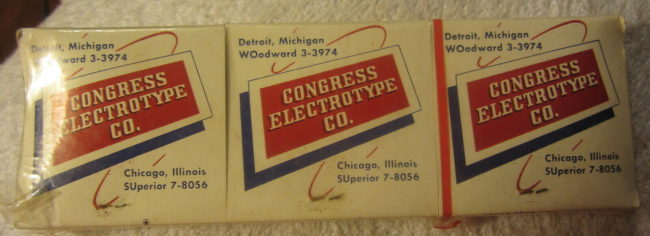 Detroit, Michigan
WOodward 3-3974
CONGRESS
ELECTROTYPE
CO.
Chicago, Illinois
SUperior 7-8056
Detroit, Michigan
WOodward 3-3974
CONGRESS
ELECTROTYPE
CO.
Chicago, Illinois
SUperior 7-8056
Detroit, Michigan
WOodward 3-3974
CONGRESS
ELECTROTYPE
CO.
Chicago, Illinois
SUperior 7-8056